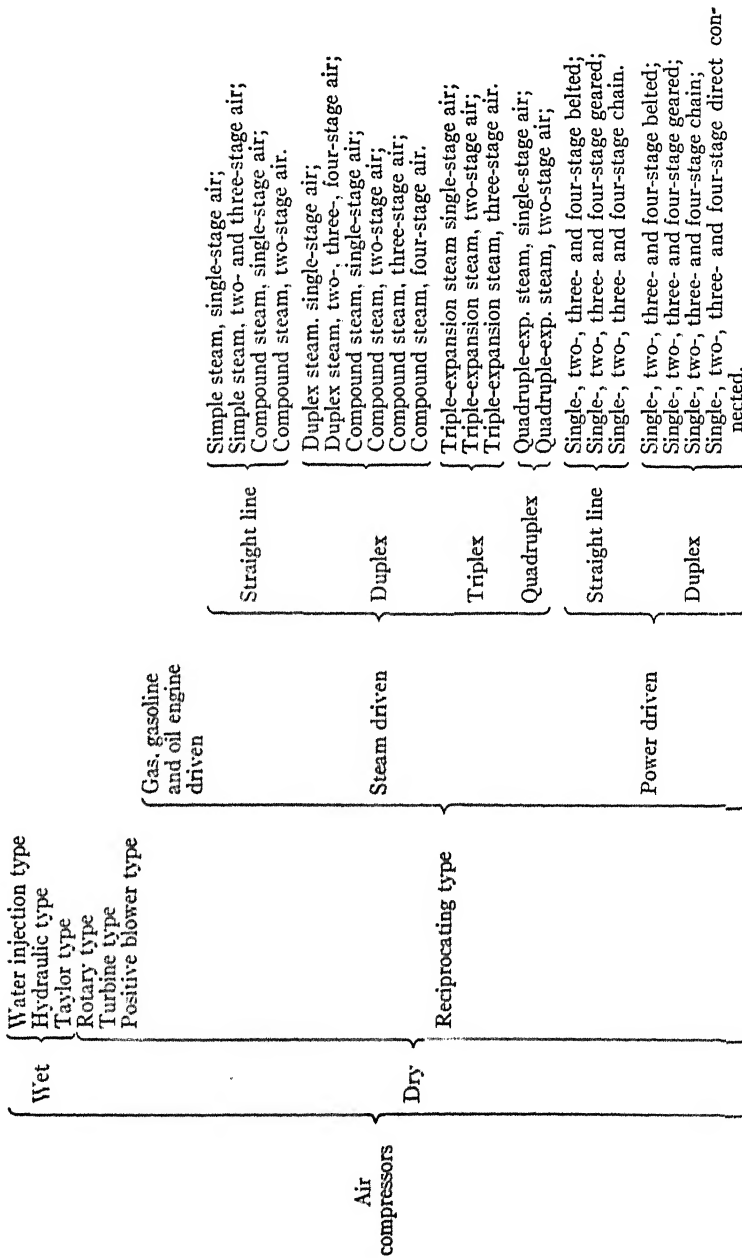 Air
compressors
Wet
Water injection type
Hydraulic type
Taylor type
Dry
Rotary type
Turbine type
Positive blower type
Reciprocating type
Gas, gasoline
and oil engine
driven
Steam driven
Straight line
Simple steam, single-stage air;
Simple steam, two- and three-stage air;
Compound steam, single-stage air;
Compound steam, two-stage air.
Duplex
Duplex steam. single-stage air;
Duplex steam, two-, three-, four-stage air;
Compound steam, single-stage air;
Compound steam, two-stage air;
Compound steam, three-stage air;
Compound steam, four-stage air.
Triplex
Triple-expansion steam single-stage air;
Triple-expansion steam, two-stage air;
Triple-expansion steam, three-stage air.
Quadruplex
Quadruple-exp. steam, single-stage air;
Quadruple-exp. steam, two-stage air;
Power driven
Straight line
Single-, two-, three- and four-stage belted;
Single-, two-, three- and four-stage geared;
Single-, two-, three- and four-stage chain.
Duplex
Single-, two-, three- and four-stage belted;
Single-, two-, three- and four-stage geared;
Single-, two-, three- and four-stage chain;
Single-, two-, three- and four-stage direct con-
nected.